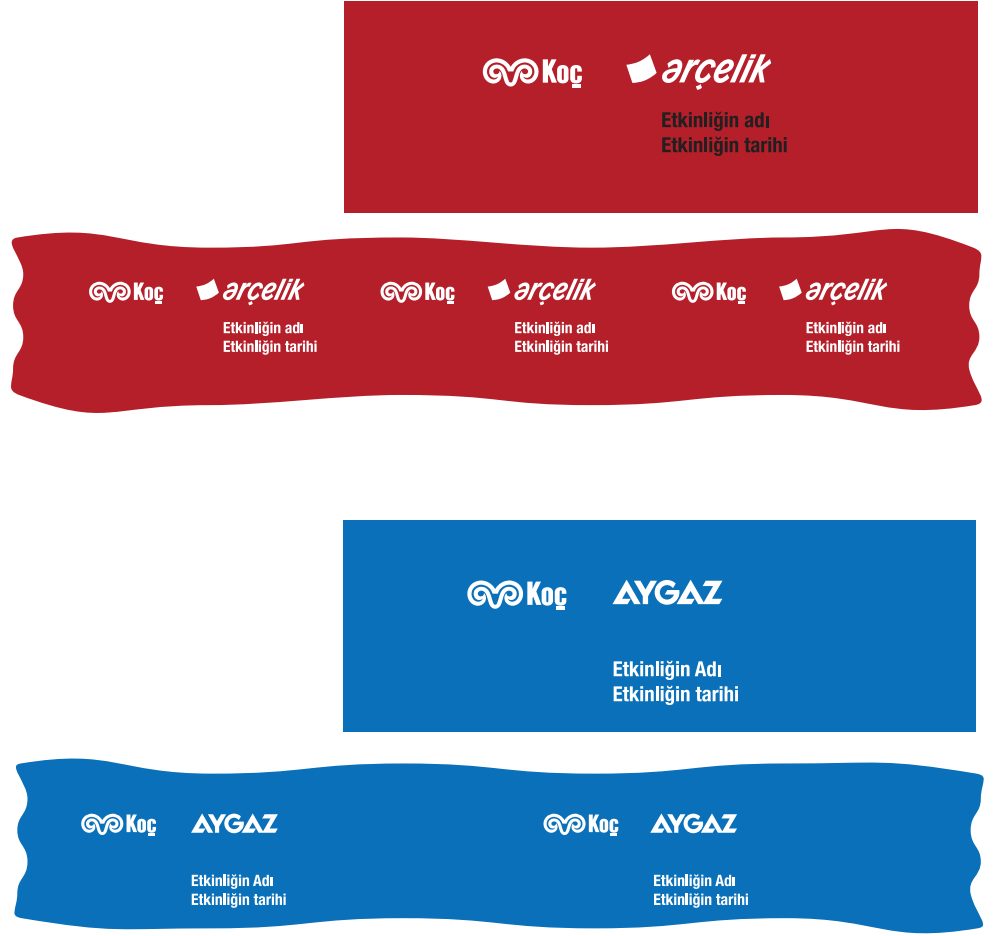 Koç arçelik
Etkinliğin adı
Etkinliğin tarihi
Koç arçelik Koç arçelik Koç arçelik
Etkinliğin adı Etkinliğin adı Etkinliğin adı
Etkinliğin tarihi Etkinliğin tarihi Etkinliğin tarihi
Koç AYGAZ
Etkinliğin Adı
Etkinliğin tarihi
Koç AYGAZ Koç AYGAZ
Etkinliğin Adı Etkinliğin Adı
Etkinliğin tarihi Etkinliğin tarihi